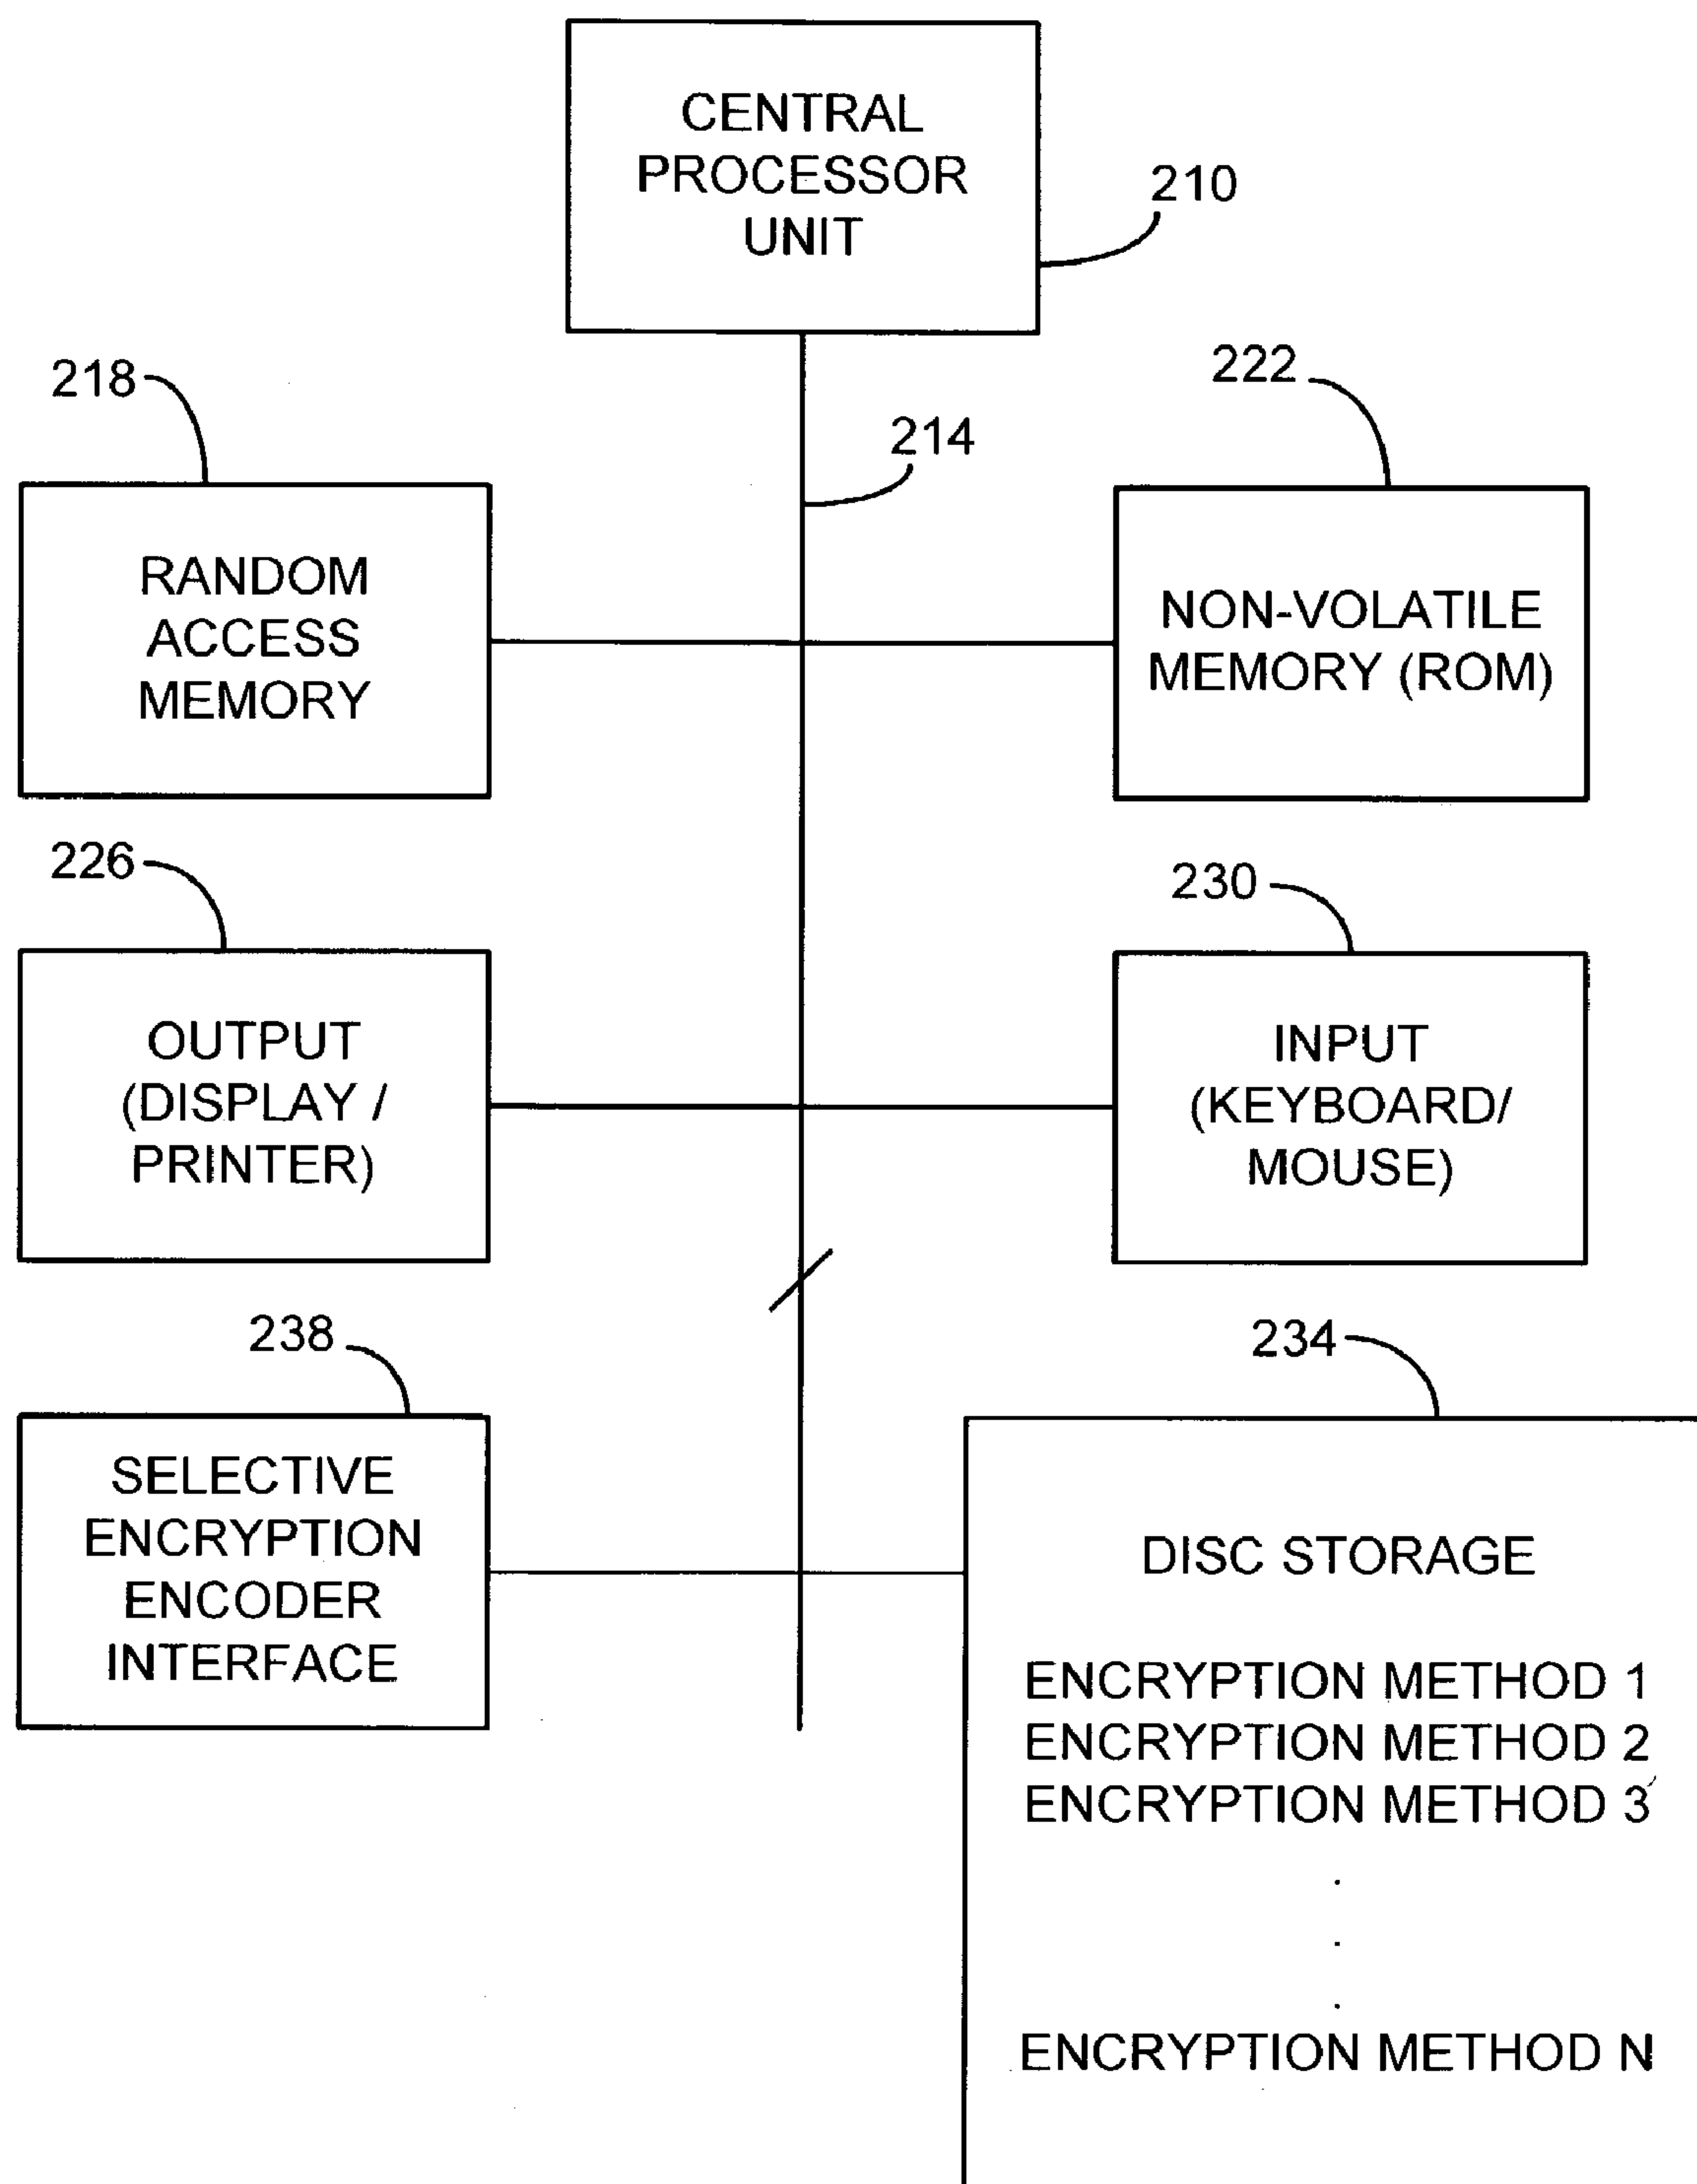 CENTRAL
PROCESSOR
UNIT
210
218
222
214
RANDOM
ACCESS
MEMORY
NON-VOLATILE
MEMORY (ROM)
226
230
OUTPUT
(DISPLAY /
PRINTER)
INPUT
(KEYBOARD/
MOUSE)
238
234
SELECTIVE
ENCRYPTION
ENCODER
INTERFACE
DISC STORAGE
ENCRYPTION METHOD 1
ENCRYPTION METHOD 2
ENCRYPTION METHOD 3
.
.
.
ENCRYPTION METHOD N